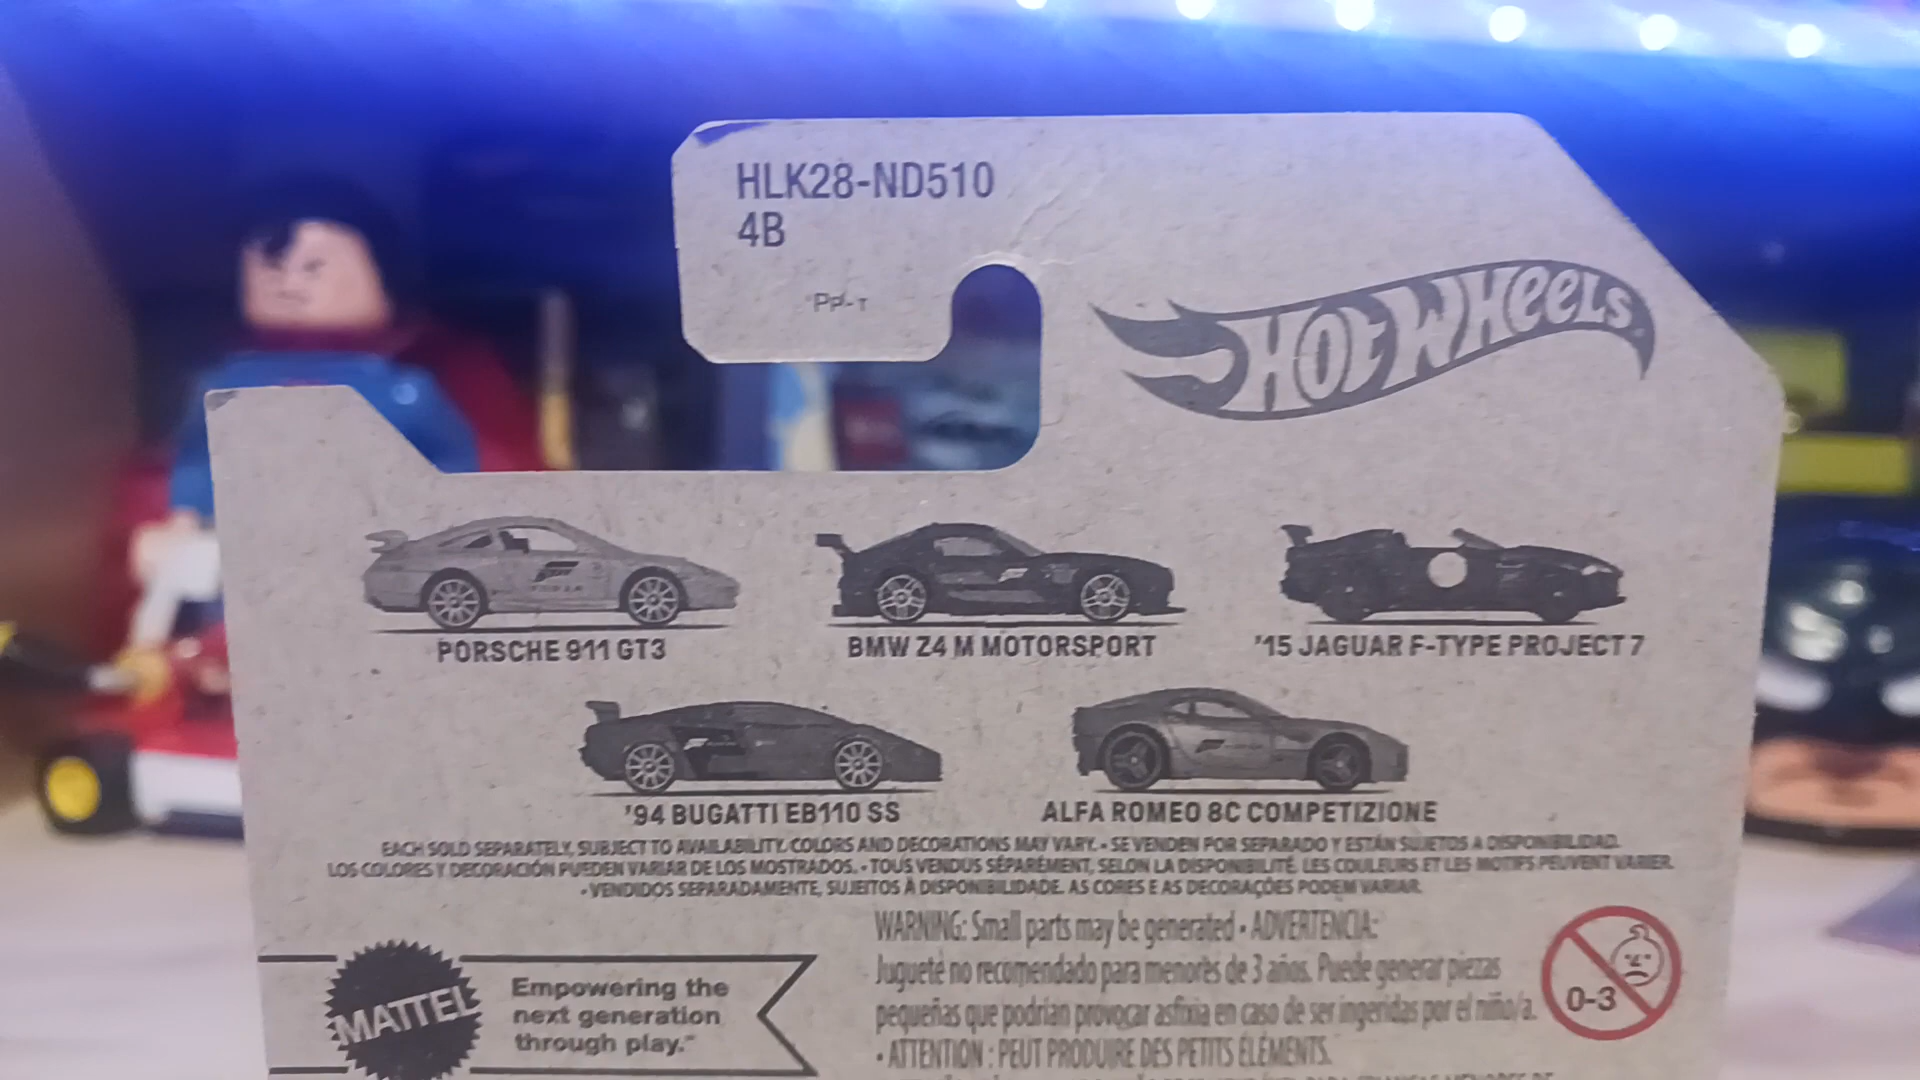 HLK28-ND510
4B
HOT WHEELS
PORSCHE 911 GT3
BMW Z4 M MOTORSPORT
'15 JAGUAR F-TYPE PROJECT 7
'94 BUGATTI EB110 SS
ALFA ROMEO 8C COMPETIZIONE
EACH SOLD SEPARATELY, SUBJECT TO AVAILABILITY. COLORS AND DECORATIONS MAY VARY. • SE VENDEN POR SEPARADO Y ESTÁN SUJETOS A DISPONIBILIDAD.
LOS COLORES Y DECORACIÓN PUEDEN VARIAR DE LOS MOSTRADOS. • TOUS VENDUS SÉPARÉMENT, SELON LA DISPONIBILITÉ. LES COULEURS ET LES MOTIFS PEUVENT VARIER.
• VENDIDOS SEPARADAMENTE, SUJEITOS À DISPONIBILIDADE. AS CORES E AS DECORAÇÕES PODEM VARIAR.
WARNING: Small parts may be generated • ADVERTENCIA:
Jugueté no recomendado para menores de 3 años. Puede generar piezas
pequeñas que podrían provocar asfixia en caso de ser ingeridas por el niño/a.
• ATTENTION : PEUT PRODUIRE DES PETITS ÉLÉMENTS.
0-3
MATTEL
Empowering the
next generation
through play.™